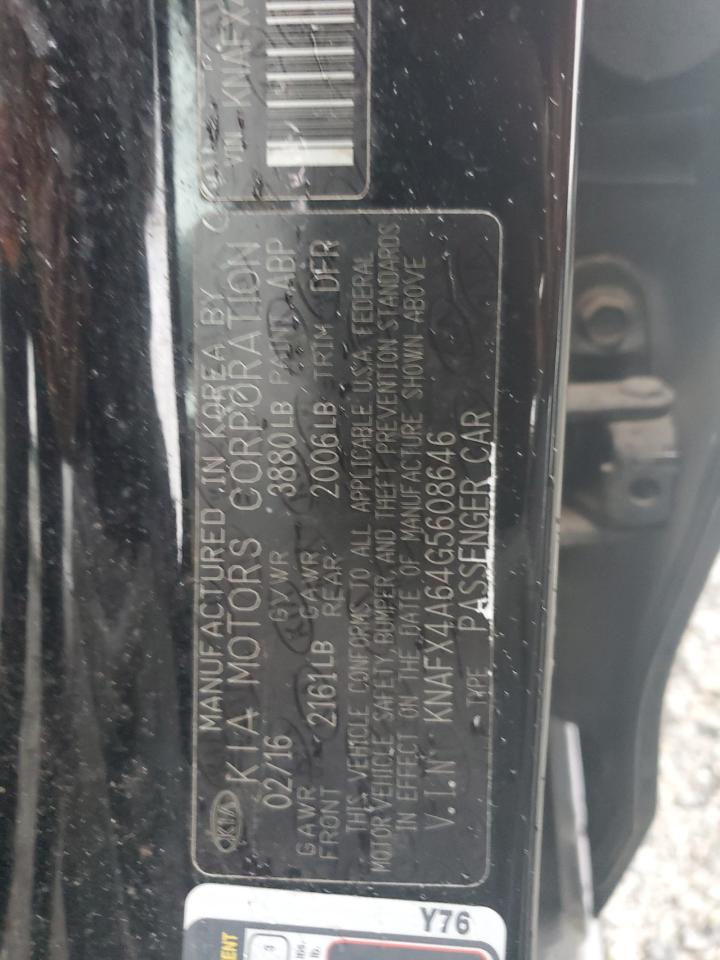 VIN: KNAFX
MANUFACTURED IN KOREA BY
KIA KIA MOTORS CORPORATION
02/16 GVWR 3880LB PAINT ABP
GAWR FRONT 2161LB GAWR REAR: 2006LB TRIM DFR
THIS VEHICLE CONFORMS TO ALL APPLICABLE U.S.A. FEDERAL
MOTOR VEHICLE SAFETY, BUMPER, AND THEFT PREVENTION STANDARDS
IN EFFECT ON THE DATE OF MANUFACTURE SHOWN ABOVE
V.I.N: KNAFX4A64G5608646
TYPE: PASSENGER CAR
Y76